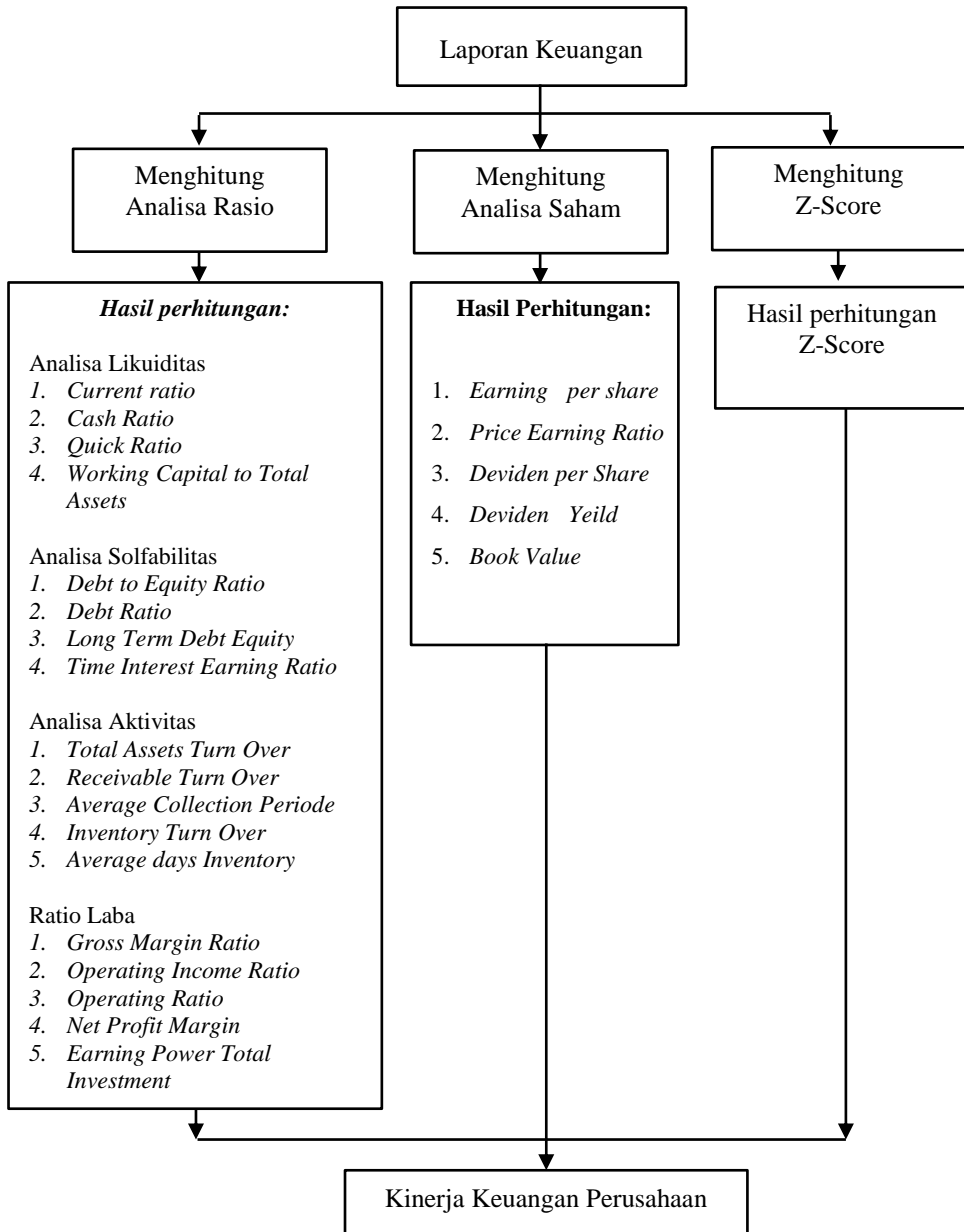 Laporan Keuangan
Menghitung
Analisa Rasio
Menghitung
Analisa Saham
Menghitung
Z-Score
Hasil perhitungan:
Analisa Likuiditas
1. Current ratio
2. Cash Ratio
3. Quick Ratio
4. Working Capital to Total
Assets
Analisa Solfabilitas
1. Debt to Equity Ratio
2. Debt Ratio
3. Long Term Debt Equity
4. Time Interest Earning Ratio
Analisa Aktivitas
1. Total Assets Turn Over
2. Receivable Turn Over
3. Average Collection Periode
4. Inventory Turn Over
5. Average days Inventory
Ratio Laba
1. Gross Margin Ratio
2. Operating Income Ratio
3. Operating Ratio
4. Net Profit Margin
5. Earning Power Total
Investment
Hasil Perhitungan:
1. Earning per share
2. Price Earning Ratio
3. Deviden per Share
4. Deviden Yeild
5. Book Value
Hasil perhitungan
Z-Score
Kinerja Keuangan Perusahaan